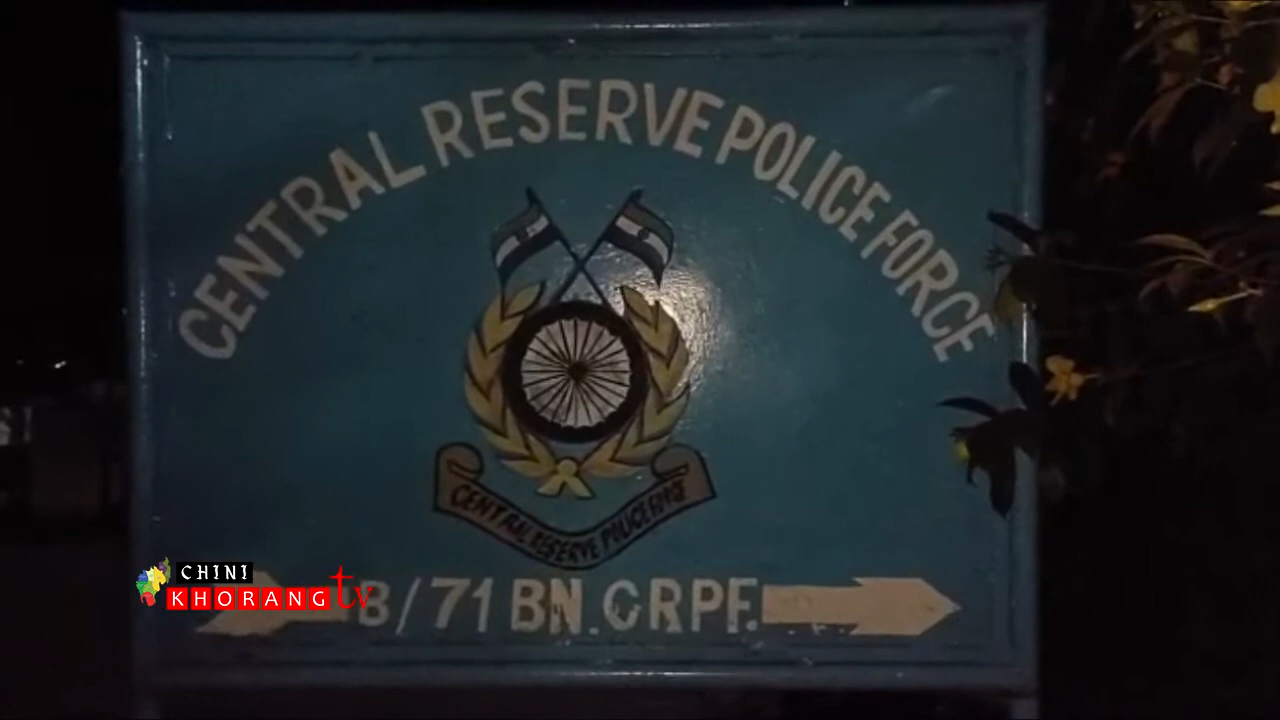 CENTRAL RESERVE POLICE FORCE
CENTRAL RESERVE POLICE FORCE
B/71 BN. CRPF.
CHINI
KHORANG tv